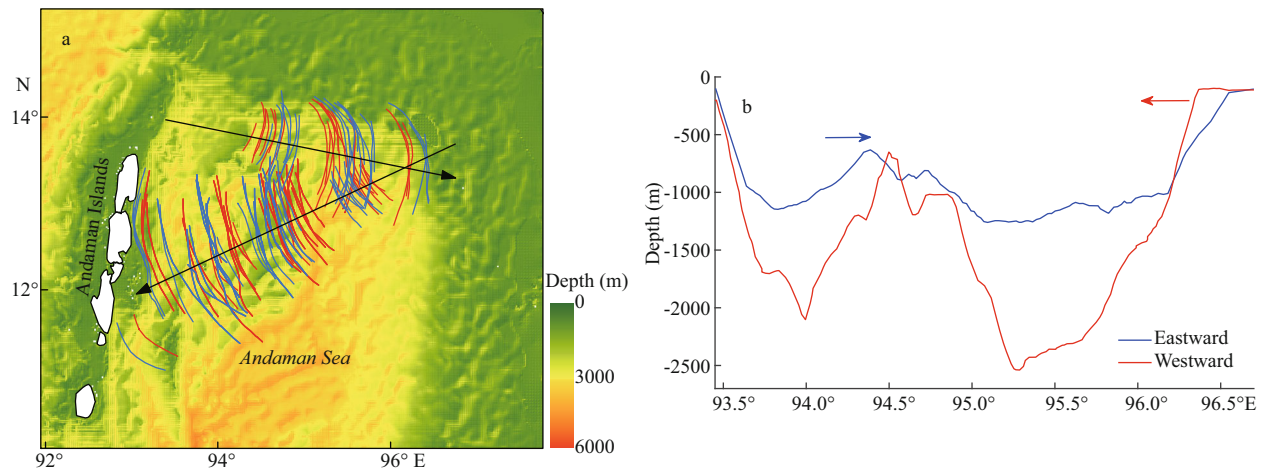 a
N
14°
12°
92°
94
96° E
Andaman Islands
Andaman Sea
Depth (m)
0
3000
6000
b
Depth (m)
0
-500
-1000
-1500
-2000
-2500
93.5°
94.0°
94.5°
95.0°
95.5°
96.0°
96.5°E
Eastward
Westward